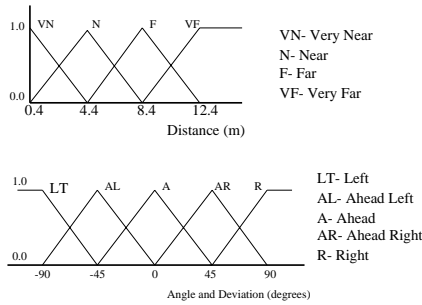 1.0 VN N F VF
0.0
0.4 4.4 8.4 12.4
Distance (m)
VN- Very Near
N- Near
F- Far
VF- Very Far
1.0 LT AL A AR R
0.0
-90 -45 0 45 90
Angle and Deviation (degrees)
LT- Left
AL- Ahead Left
A- Ahead
AR- Ahead Right
R- Right